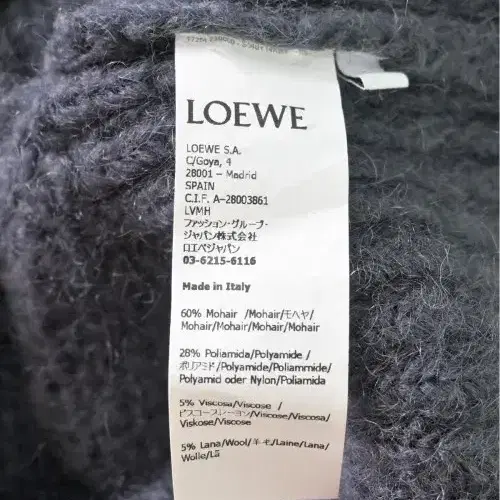 LOEWE
LOEWE S.A.
C/Goya, 4
28001 - Madrid
SPAIN
C.I.F. A-28003861
LVMH
ファッション・グループ・
ジャパン株式会社
ロエベジャパン
03-6215-6116
Made in Italy
60% Mohair /Mohair/モヘヤ/
Mohair/Mohair/Mohair/Mohair
28% Poliamida/Polyamide /
ポリアミド/Polyamide/Poliammide/
Polyamid oder Nylon/Poliamida
5% Viscosa/Viscose /
ビスコースレーヨン/Viscose/Viscosa/
Viskose/Viscose
5% Lana/Wool/羊毛/Laine/Lana/
Wolle/Lã